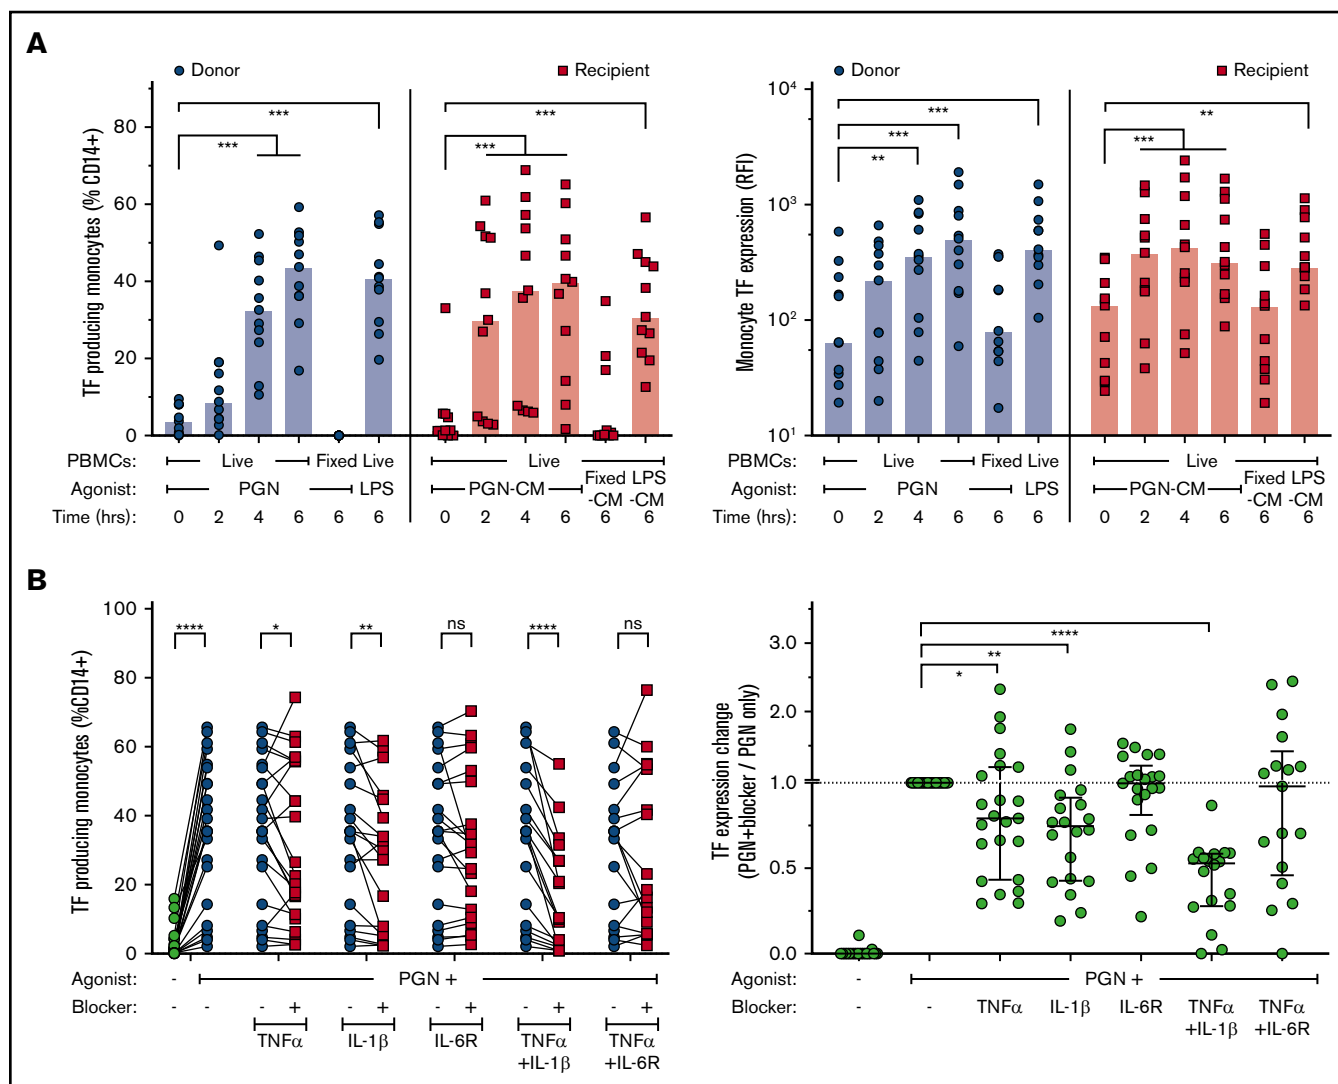 A
Donor
Recipient
TF producing monocytes (% CD14+)
80
60
40
20
0
***
***
***
***
PBMCs: Live Fixed Live Live
Agonist: PGN LPS PGN-CM Fixed -CM LPS -CM
Time (hrs): 0 2 4 6 6 6 0 2 4 6 6 6
Donor
Recipient
Monocyte TF expression (RFI)
10⁴
10³
10²
10¹
***
***
**
**
***
PBMCs: Live Fixed Live Live
Agonist: PGN LPS PGN-CM Fixed -CM LPS -CM
Time (hrs): 0 2 4 6 6 6 0 2 4 6 6 6
B
TF producing monocytes (%CD14+)
100
80
60
40
20
0
**** * ** ns **** ns
Agonist: - PGN +
Blocker: - - - + - + - + - + - +
TNFα IL-1β IL-6R TNFα TNFα
+IL-1β +IL-6R
TF expression change
(PGN+blocker / PGN only)
3.0
2.0
1.0
0.5
0.0
****
**
*
Agonist: - PGN +
Blocker: - - TNFα IL-1β IL-6R TNFα TNFα
+IL-1β +IL-6R